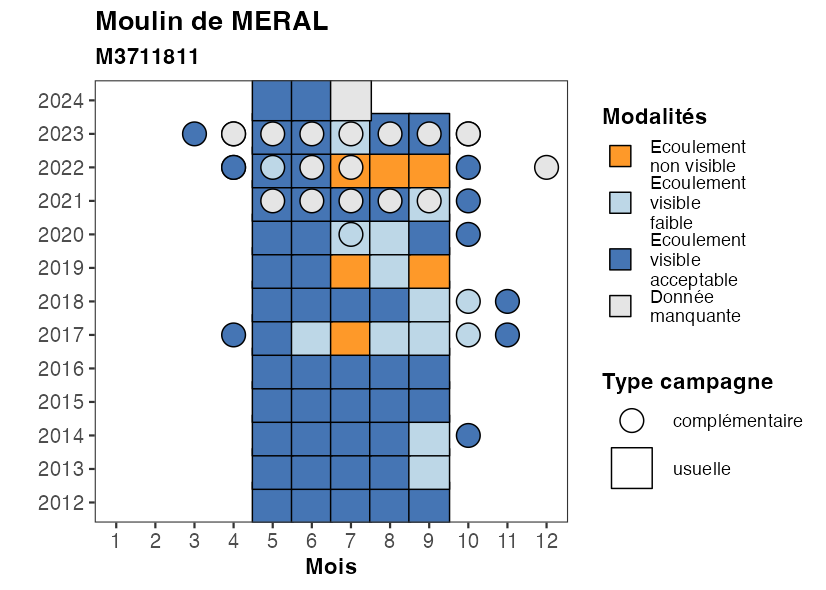 Moulin de MERAL
M3711811
2024
2023
2022
2021
2020
2019
2018
2017
2016
2015
2014
2013
2012
1 2 3 4 5 6 7 8 9 10 11 12
Mois
Modalités
Ecoulement
non visible
Ecoulement
visible
faible
Ecoulement
visible
acceptable
Donnée
manquante
Type campagne
complémentaire
usuelle